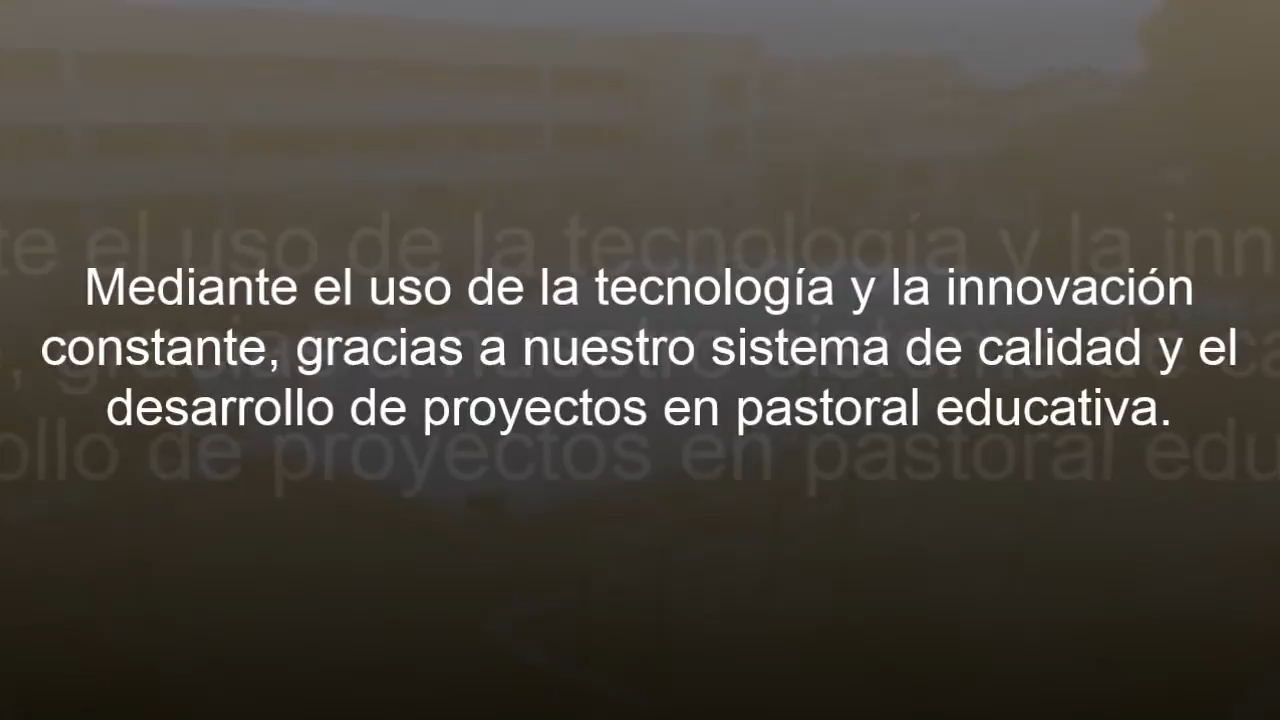 Mediante el uso de la tecnología y la innovación
constante, gracias a nuestro sistema de calidad y el
desarrollo de proyectos en pastoral educativa.